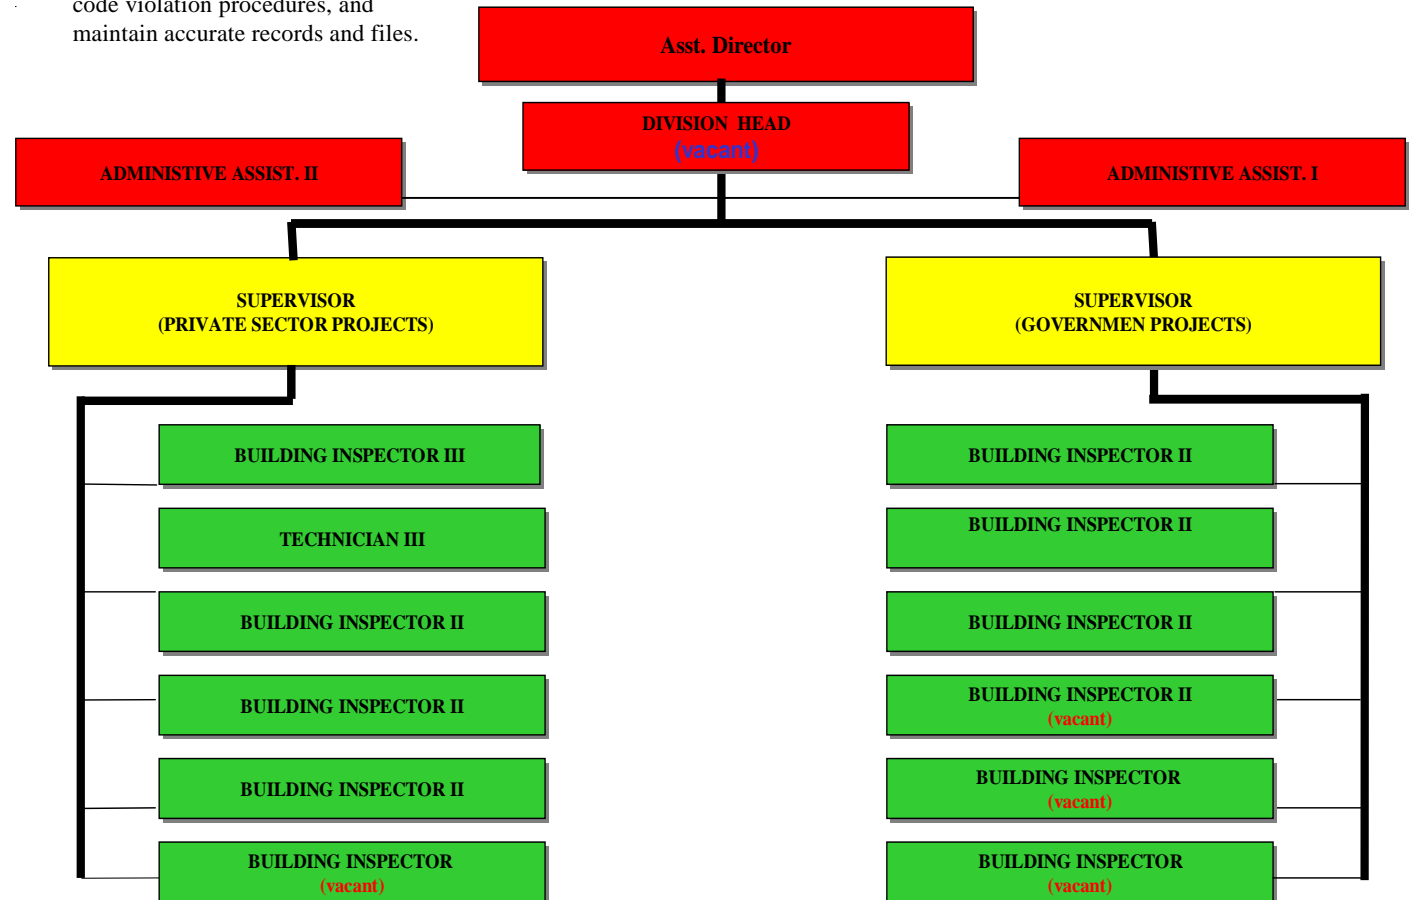 code violation procedures, and
maintain accurate records and files.
Asst. Director
DIVISION HEAD
(vacant)
ADMINISTIVE ASSIST. II
ADMINISTIVE ASSIST. I
SUPERVISOR
(PRIVATE SECTOR PROJECTS)
SUPERVISOR
(GOVERNMEN PROJECTS)
BUILDING INSPECTOR III
TECHNICIAN III
BUILDING INSPECTOR II
BUILDING INSPECTOR II
BUILDING INSPECTOR II
BUILDING INSPECTOR
(vacant)
BUILDING INSPECTOR II
BUILDING INSPECTOR II
BUILDING INSPECTOR II
BUILDING INSPECTOR II
(vacant)
BUILDING INSPECTOR
(vacant)
BUILDING INSPECTOR
(vacant)